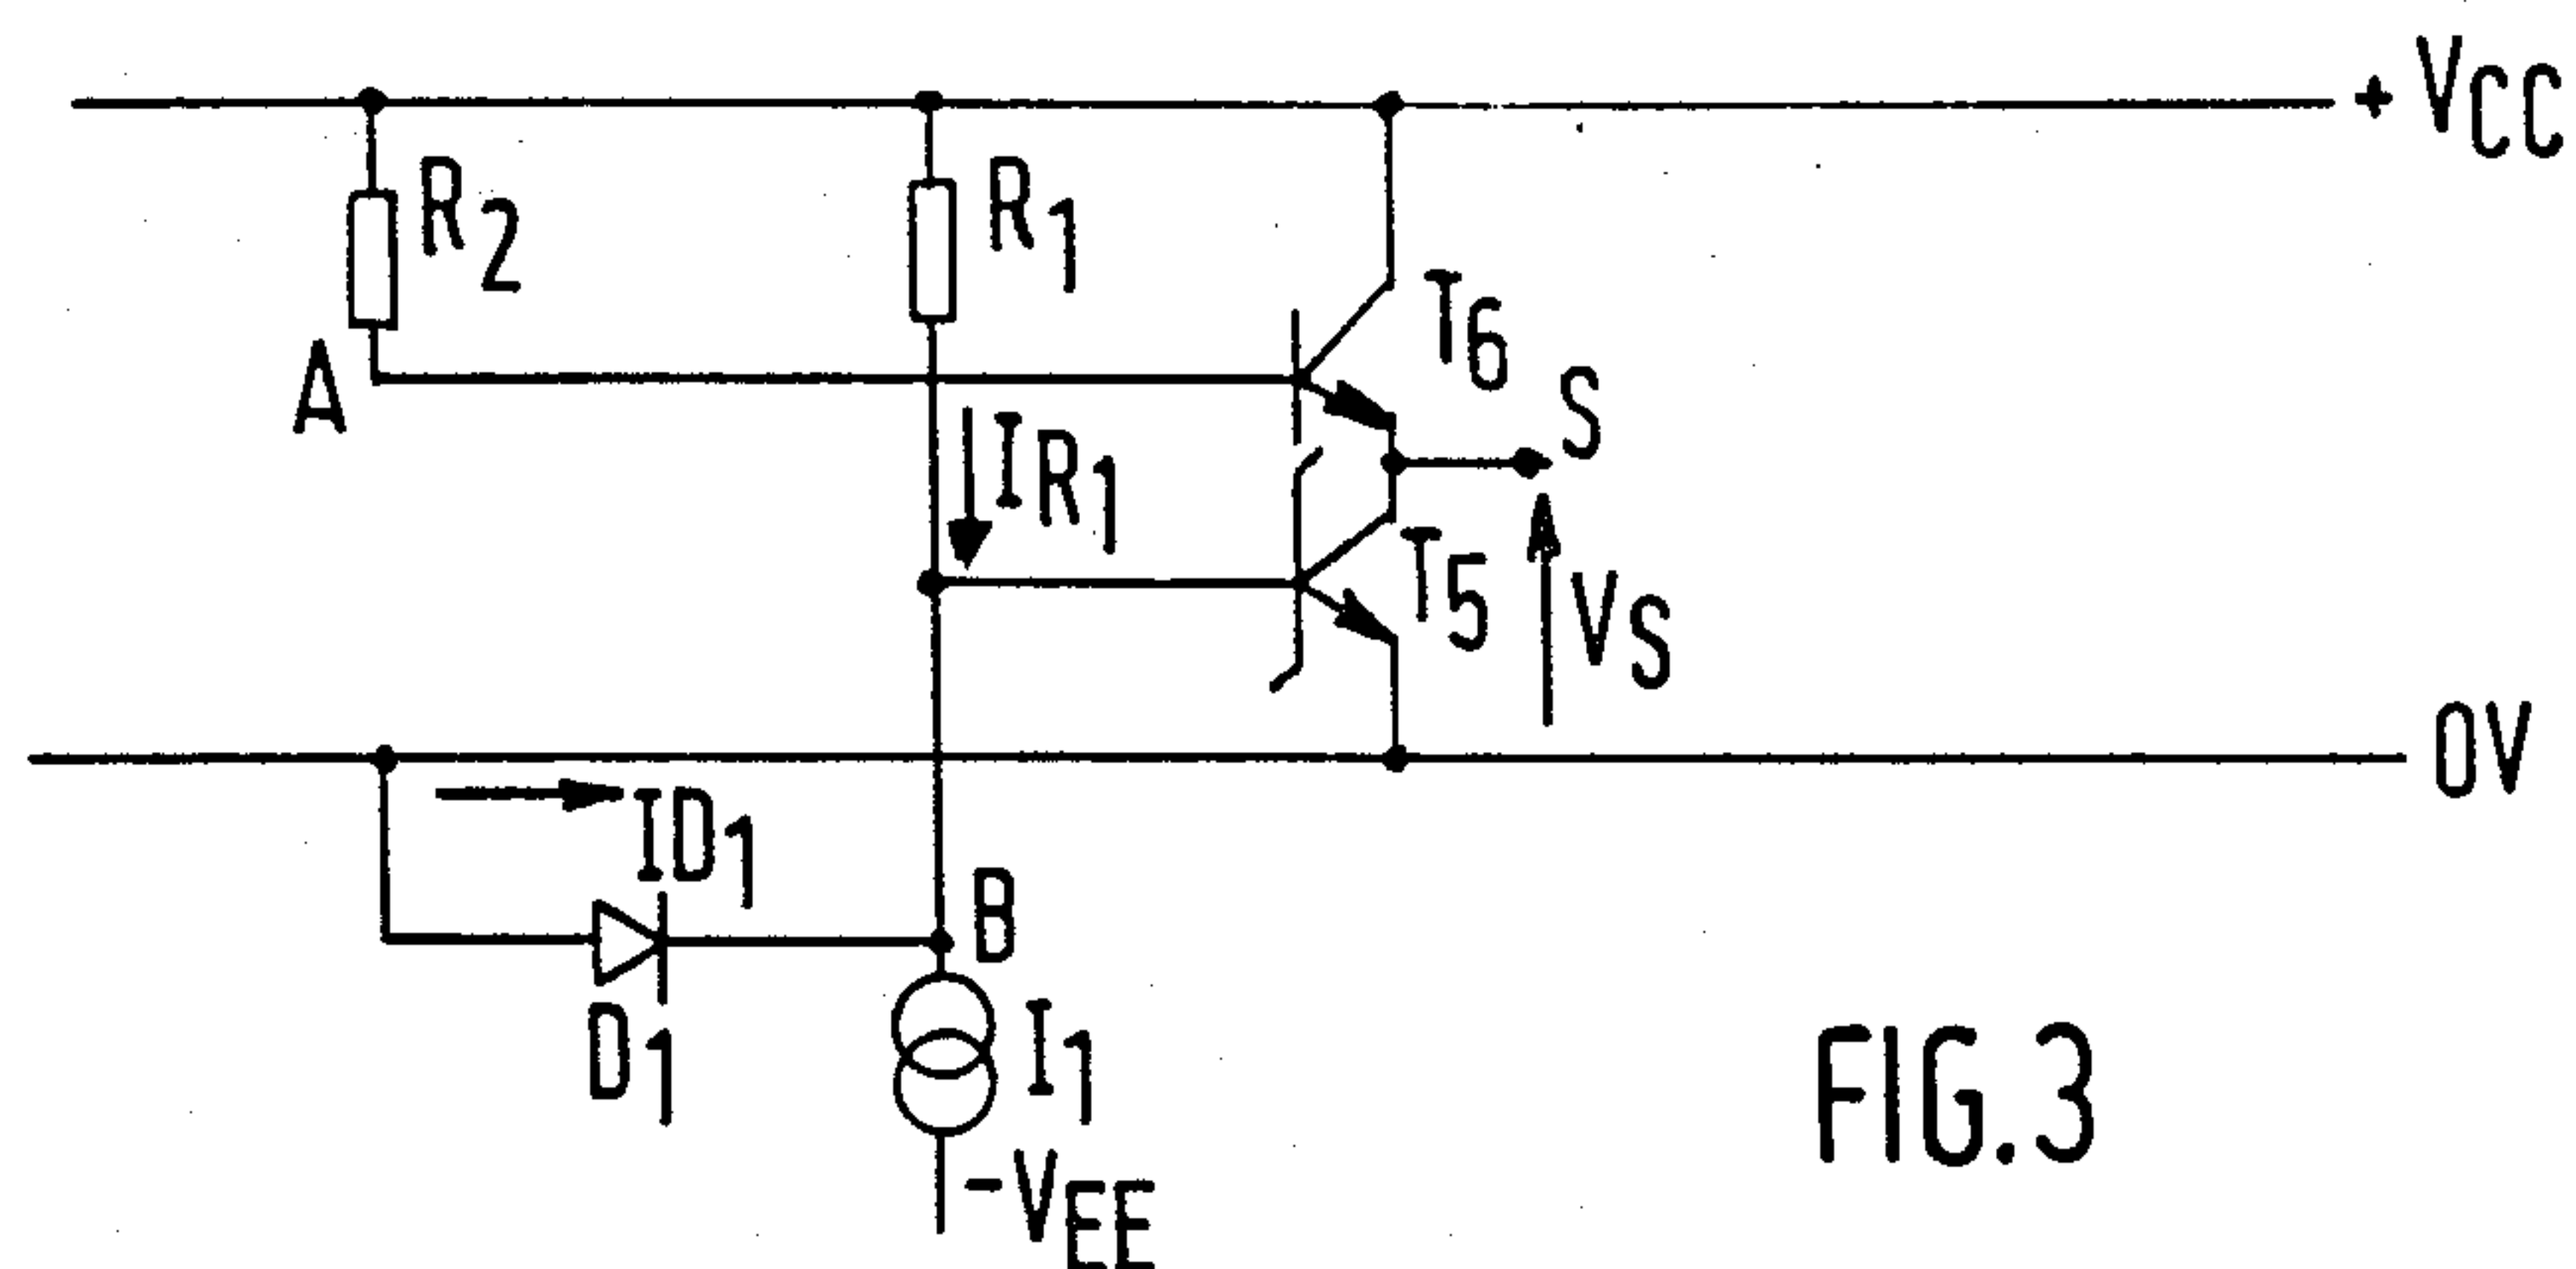 + VCC
R2
R1
T6
A
S
IR1
T5
VS
0V
ID1
B
D1
I1
FIG.3
-VEE